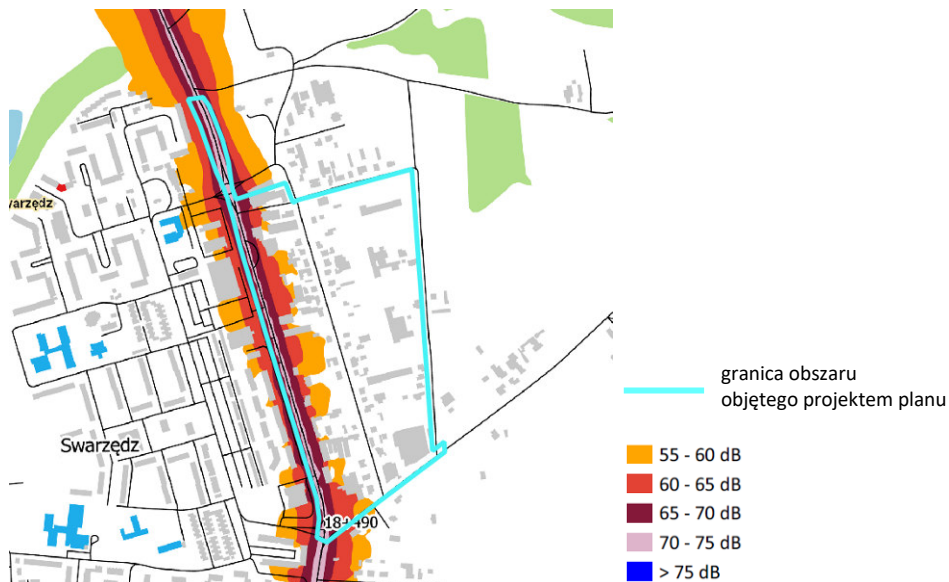 warzędz
Swarzędz
18+490
granica obszaru
objętego projektem planu
55 - 60 dB
60 - 65 dB
65 - 70 dB
70 - 75 dB
> 75 dB